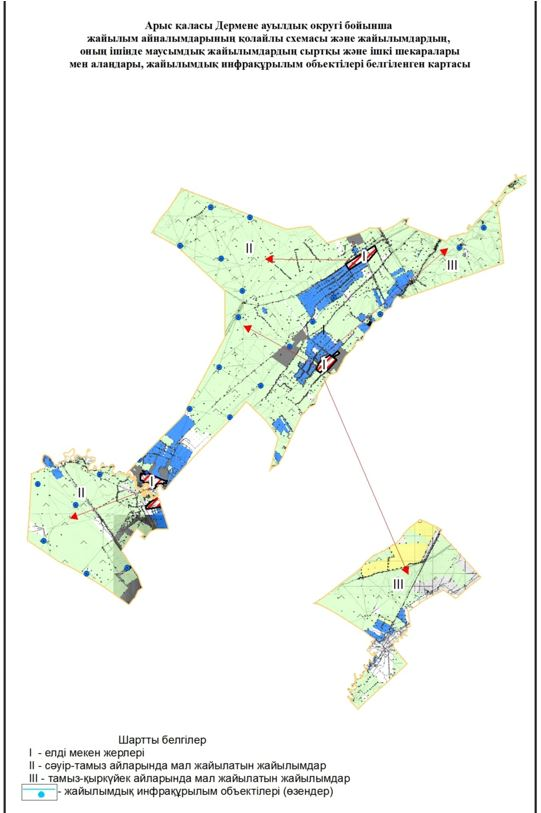 Арыс қаласы Дермене ауылдық округі бойынша
жайылым айналымдарының қолайлы схемасы және жайылымдардың,
оның ішінде маусымдық жайылымдардың сыртқы және ішкі шекаралары
мен алаңдары, жайылымдық инфрақұрылым объектілері белгіленген картасы
II
I
III
I
I
II
III
Шартты белгілер
I - елді мекен жерлері
II - сәуір-тамыз айларында мал жайылатын жайылымдар
III - тамыз-қыркүйек айларында мал жайылатын жайылымдар
- жайылымдық инфрақұрылым объектілері (өзендер)